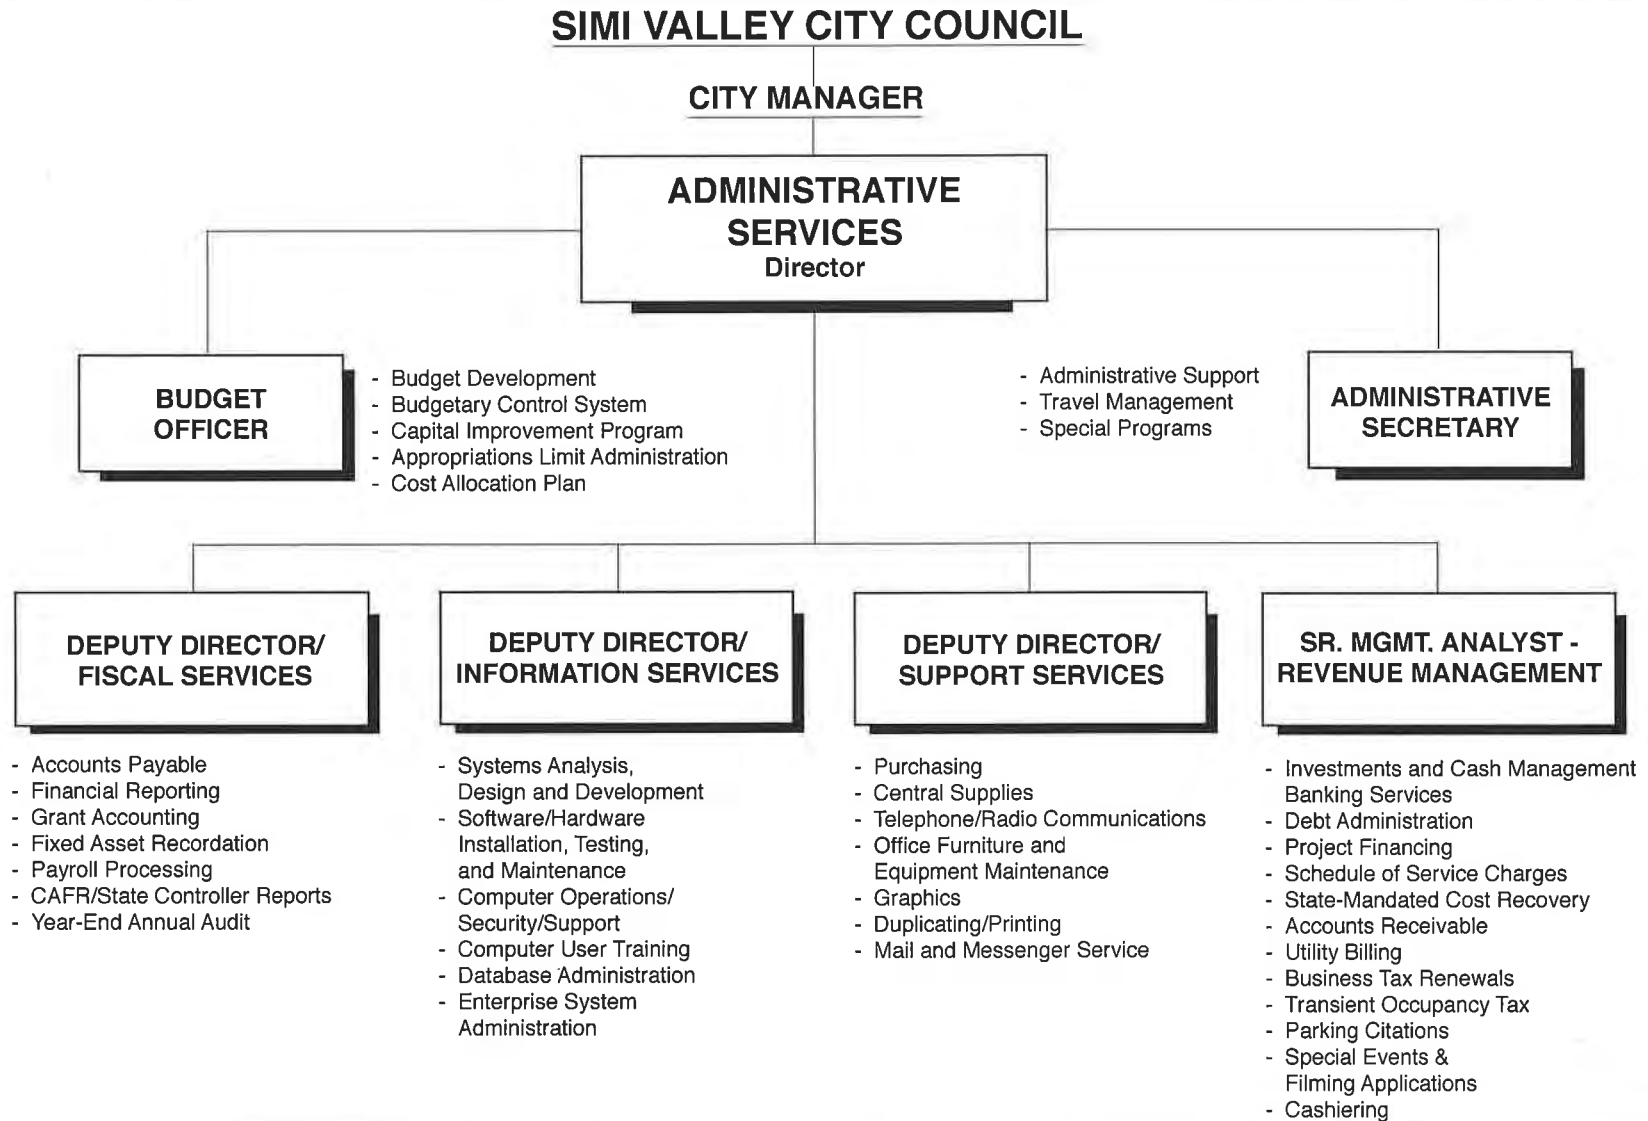 SIMI VALLEY CITY COUNCIL
CITY MANAGER
ADMINISTRATIVE
SERVICES
Director
BUDGET
OFFICER
- Budget Development
- Budgetary Control System
- Capital Improvement Program
- Appropriations Limit Administration
- Cost Allocation Plan
- Administrative Support
- Travel Management
- Special Programs
ADMINISTRATIVE
SECRETARY
DEPUTY DIRECTOR/
FISCAL SERVICES
- Accounts Payable
- Financial Reporting
- Grant Accounting
- Fixed Asset Recordation
- Payroll Processing
- CAFR/State Controller Reports
- Year-End Annual Audit
DEPUTY DIRECTOR/
INFORMATION SERVICES
- Systems Analysis,
Design and Development
- Software/Hardware
Installation, Testing,
and Maintenance
- Computer Operations/
Security/Support
- Computer User Training
- Database Administration
- Enterprise System
Administration
DEPUTY DIRECTOR/
SUPPORT SERVICES
- Purchasing
- Central Supplies
- Telephone/Radio Communications
- Office Furniture and
Equipment Maintenance
- Graphics
- Duplicating/Printing
- Mail and Messenger Service
SR. MGMT. ANALYST -
REVENUE MANAGEMENT
- Investments and Cash Management
Banking Services
- Debt Administration
- Project Financing
- Schedule of Service Charges
- State-Mandated Cost Recovery
- Accounts Receivable
- Utility Billing
- Business Tax Renewals
- Transient Occupancy Tax
- Parking Citations
- Special Events &
Filming Applications
- Cashiering